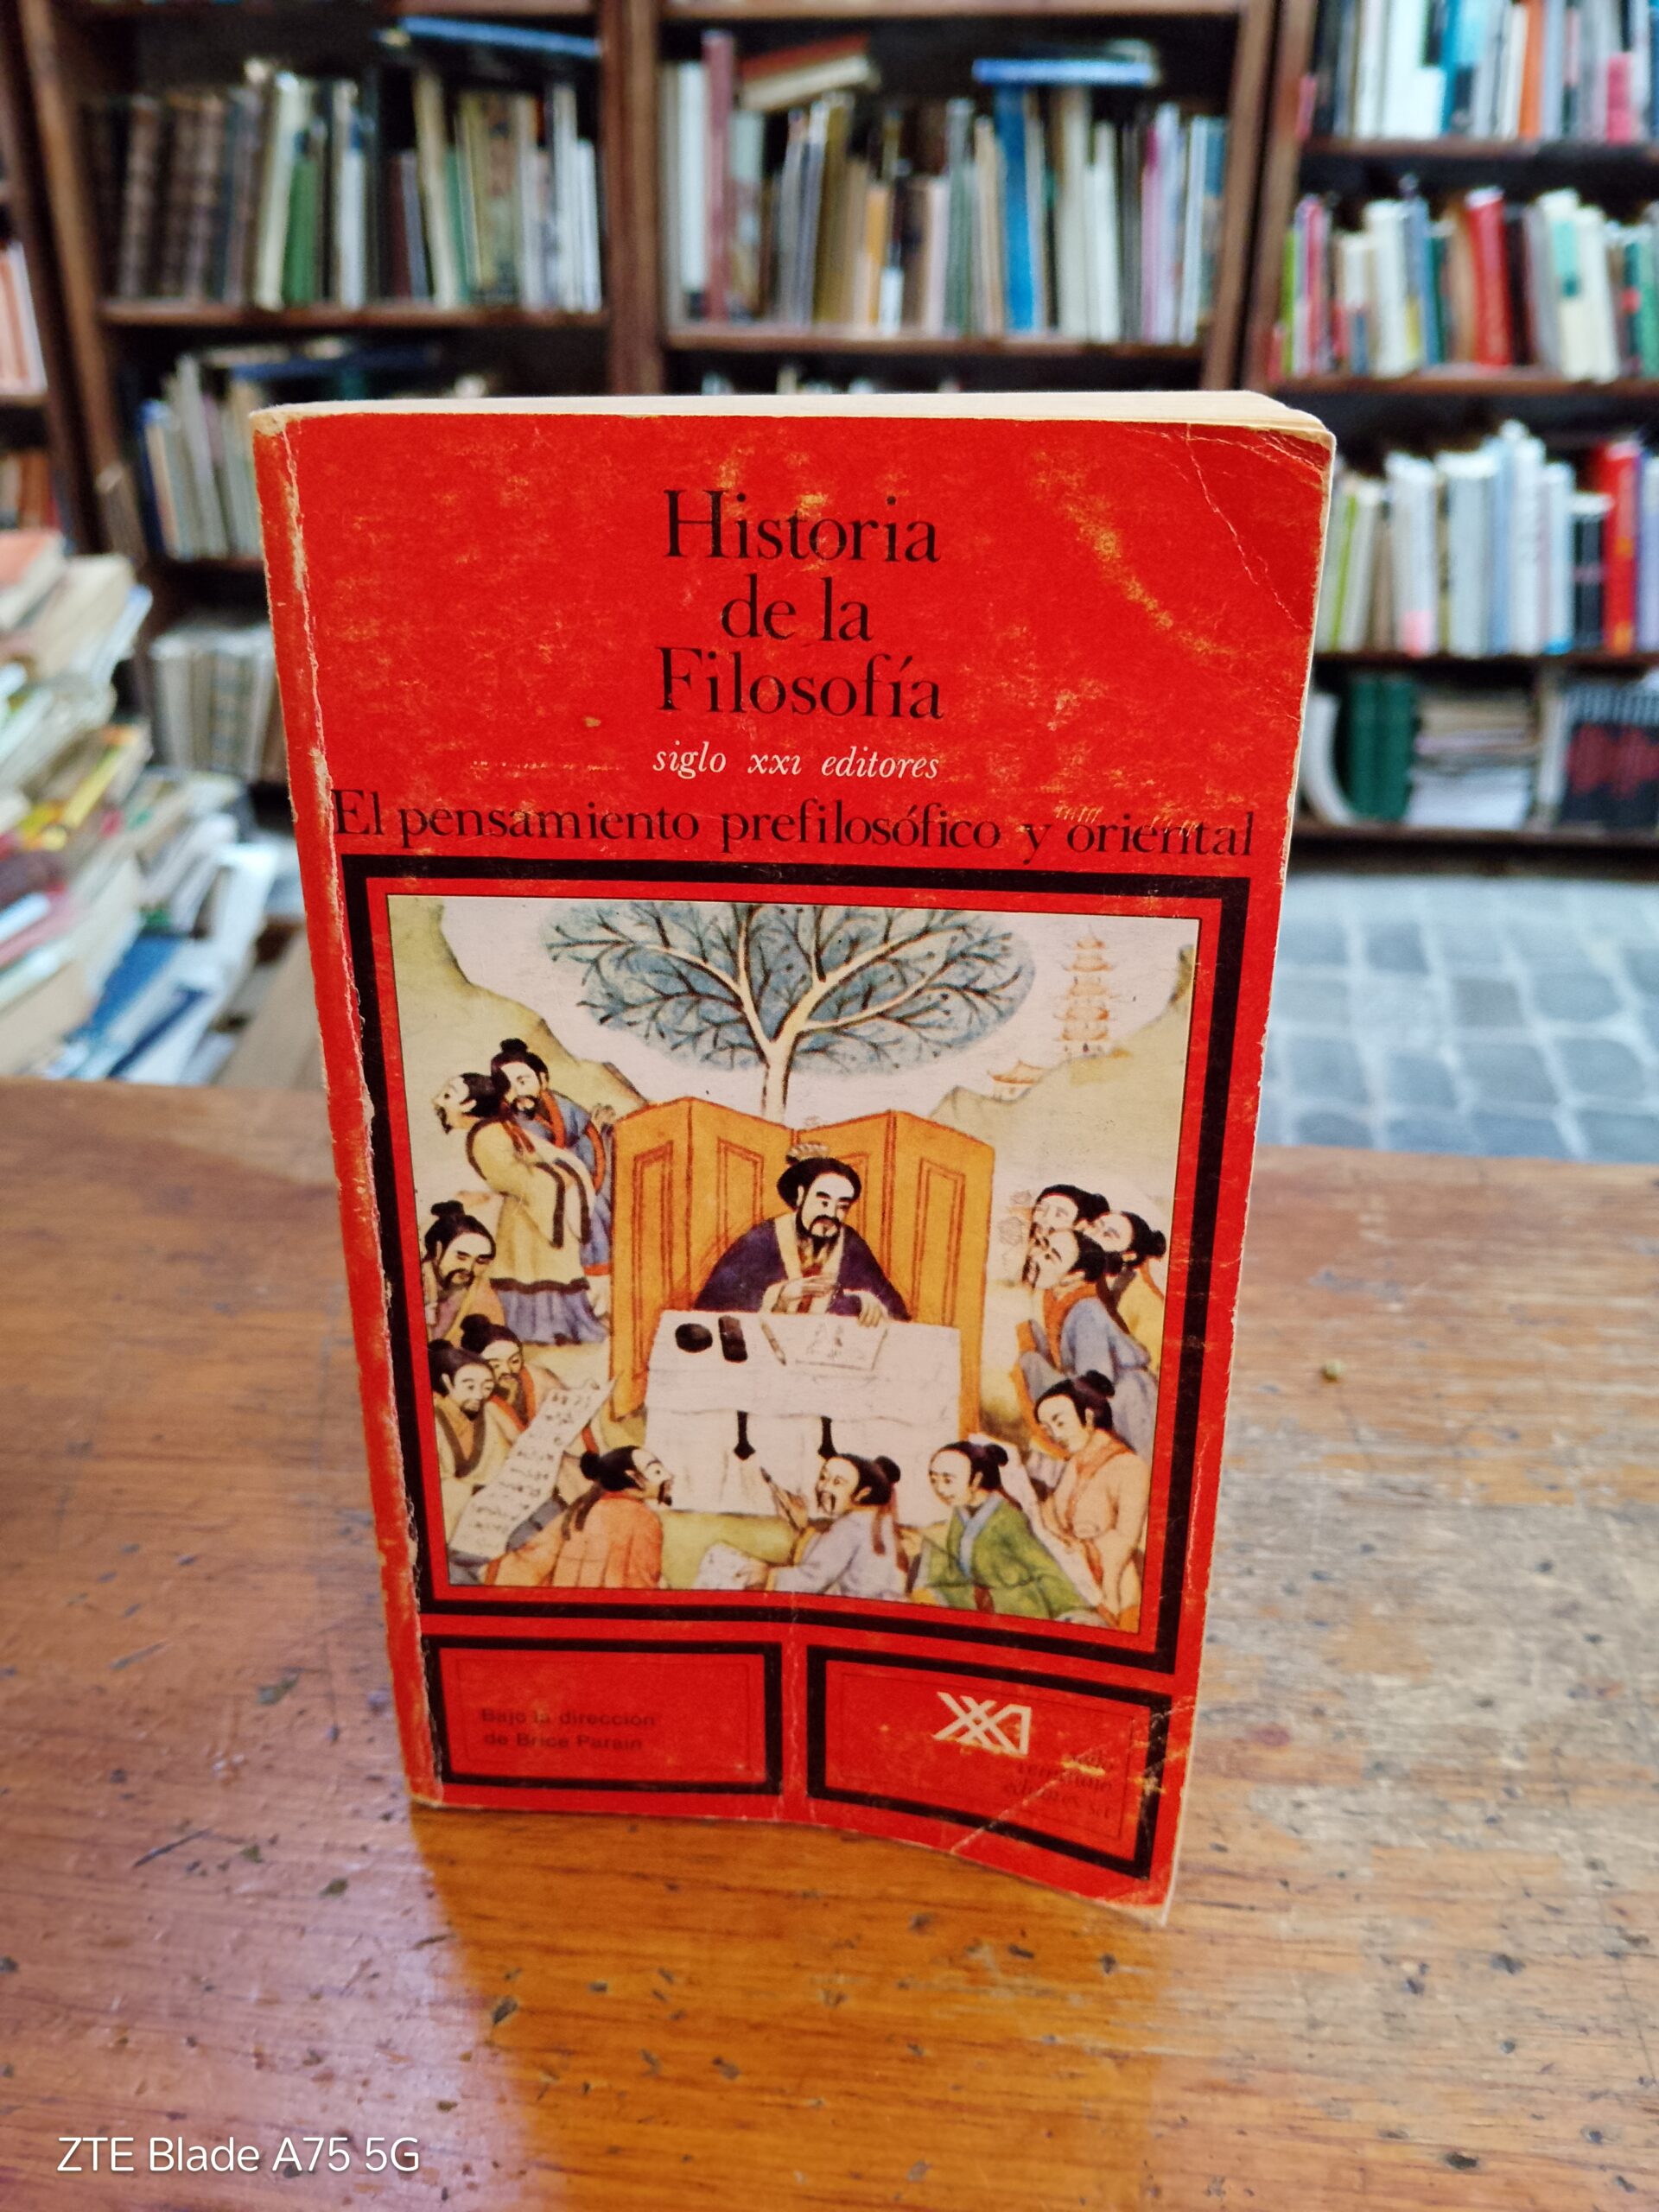 Historia
de la
Filosofía
siglo xxi editores
El pensamiento prefilosófico y oriental
Bajo la dirección
de Brice Parain
ZTE Blade A75 5G